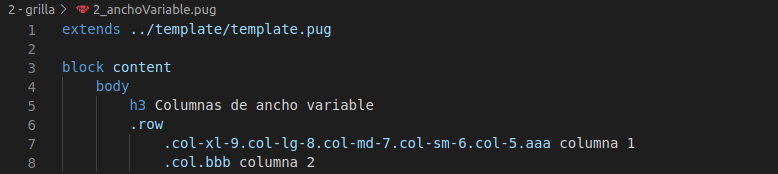 2 - grilla > 2_anchoVariable.pug
1 extends ../template/template.pug
2
3 block content
4 body
5 h3 Columnas de ancho variable
6 .row
7 .col-xl-9.col-lg-8.col-md-7.col-sm-6.col-5.aaa columna 1
8 .col.bbb columna 2